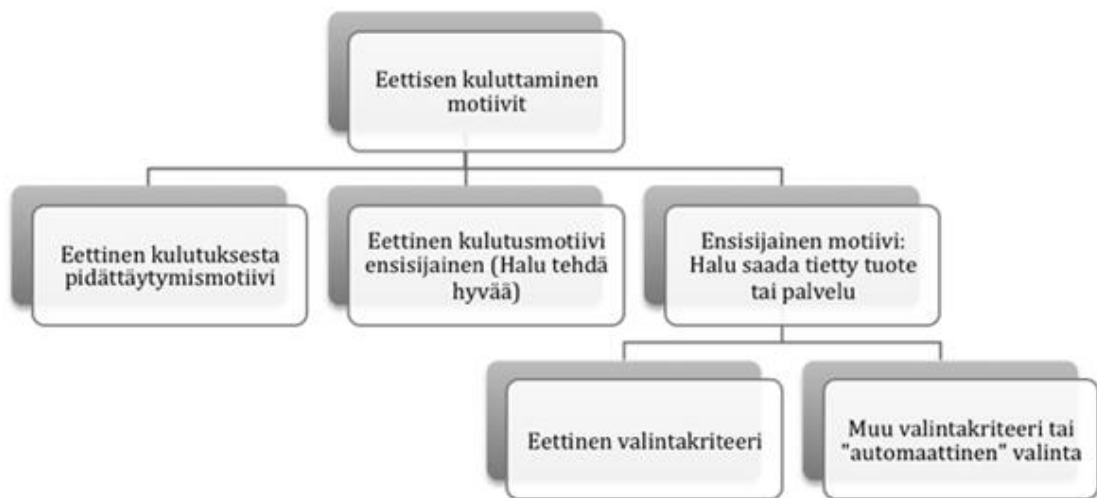 Eettisen kuluttaminen
motiivit
Eettinen kulutuksesta
pidättäytymismotiivi
Eettinen kulutusmotiivi
ensisijainen (Halu tehdä
hyvää)
Ensisijainen motiivi:
Halu saada tietty tuote
tai palvelu
Eettinen valintakriteeri
Muu valintakriteeri tai
"automaattinen" valinta